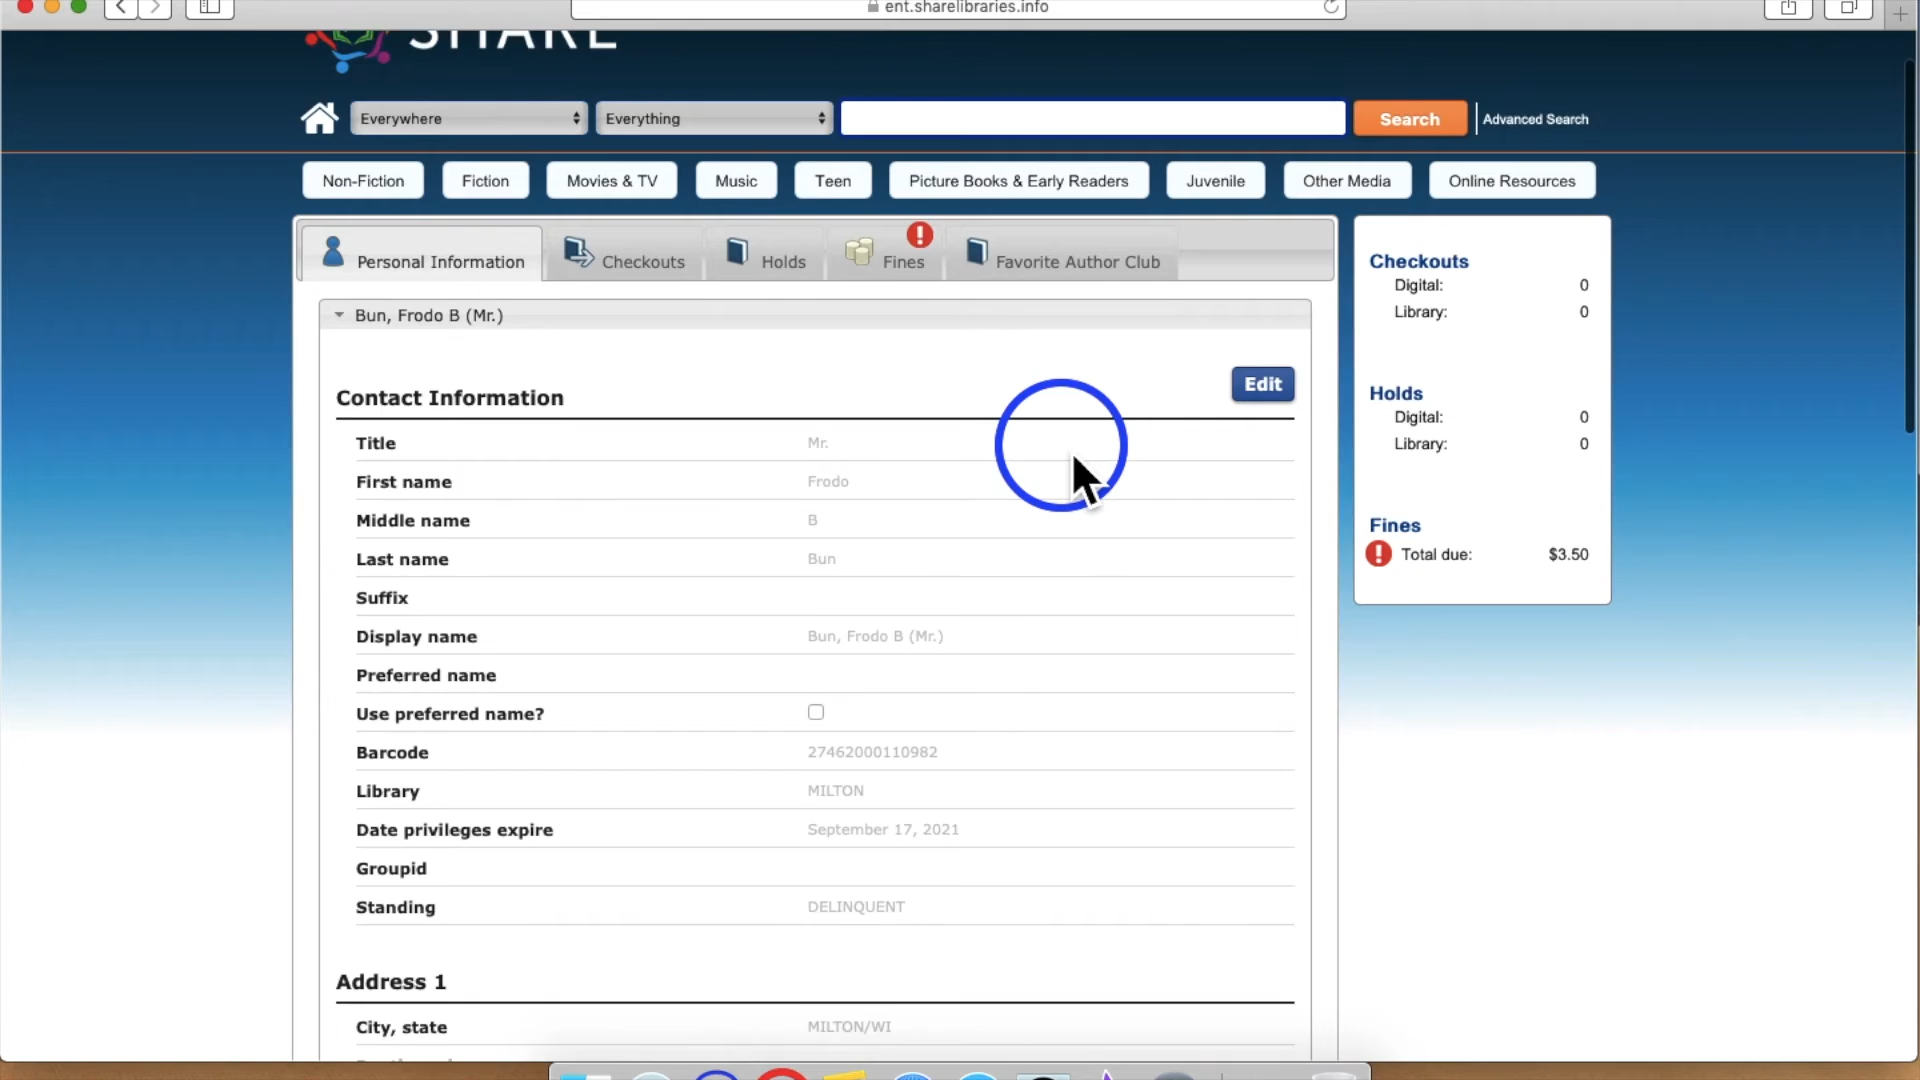 ent.sharelibraries.info
SHARE
Everywhere Everything Search Advanced Search
Non-Fiction Fiction Movies & TV Music Teen Picture Books & Early Readers Juvenile Other Media Online Resources
Personal Information Checkouts Holds Fines Favorite Author Club
Bun, Frodo B (Mr.)
Edit
Contact Information
Title Mr.
First name Frodo
Middle name B
Last name Bun
Suffix
Display name Bun, Frodo B (Mr.)
Preferred name
Use preferred name?
Barcode 27462000110982
Library MILTON
Date privileges expire September 17, 2021
Groupid
Standing DELINQUENT
Address 1
City, state MILTON/WI
Checkouts
Digital: 0
Library: 0
Holds
Digital: 0
Library: 0
Fines
Total due: $3.50